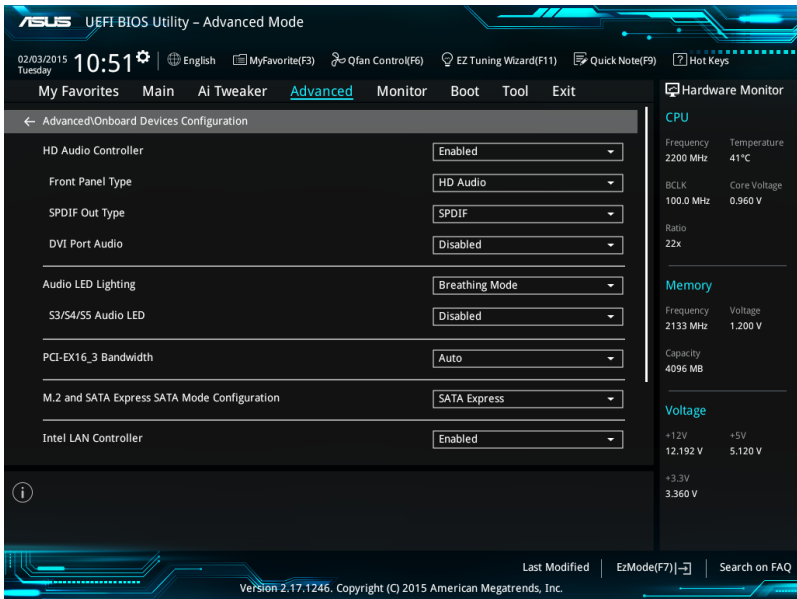 ASUS UEFI BIOS Utility – Advanced Mode
02/03/2015 Tuesday 10:51 English MyFavorite(F3) Qfan Control(F6) EZ Tuning Wizard(F11) Quick Note(F9) ? Hot Keys
My Favorites Main Ai Tweaker Advanced Monitor Boot Tool Exit
← Advanced\Onboard Devices Configuration
HD Audio Controller Enabled
Front Panel Type HD Audio
SPDIF Out Type SPDIF
DVI Port Audio Disabled
Audio LED Lighting Breathing Mode
S3/S4/S5 Audio LED Disabled
PCI-EX16_3 Bandwidth Auto
M.2 and SATA Express SATA Mode Configuration SATA Express
Intel LAN Controller Enabled
Hardware Monitor
CPU
Frequency Temperature
2200 MHz 41°C
BCLK Core Voltage
100.0 MHz 0.960 V
Ratio
22x
Memory
Frequency Voltage
2133 MHz 1.200 V
Capacity
4096 MB
Voltage
+12V +5V
12.192 V 5.120 V
+3.3V
3.360 V
i
Last Modified EzMode(F7) Search on FAQ
Version 2.17.1246. Copyright (C) 2015 American Megatrends, Inc.